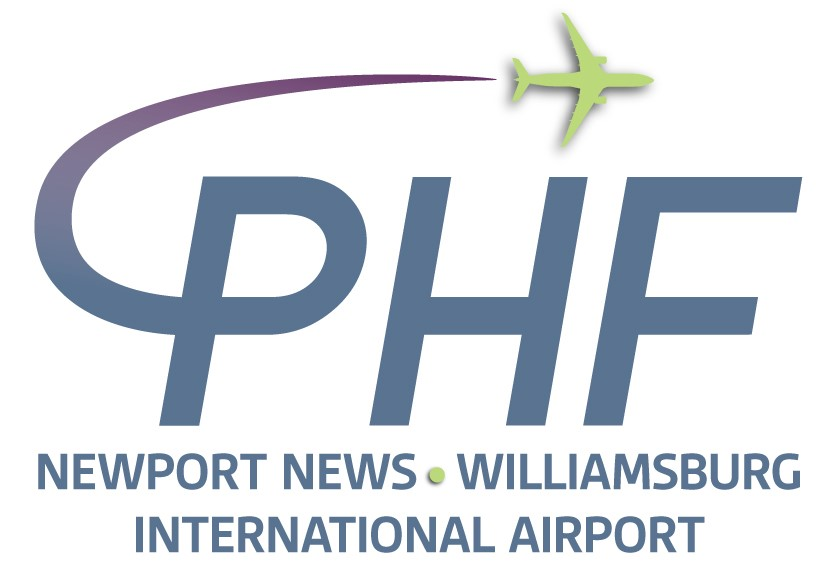 PHF
NEWPORT NEWS • WILLIAMSBURG
INTERNATIONAL AIRPORT